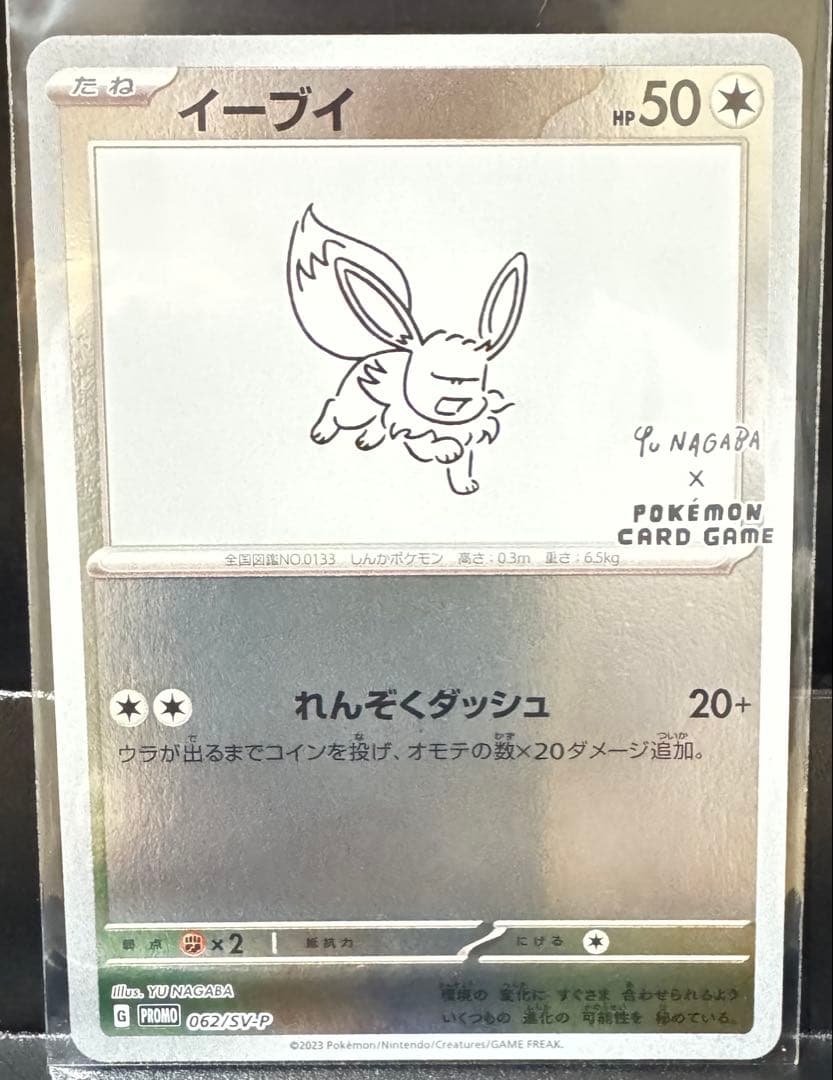 たね
イーブイ
HP 50
YU NAGABA
×
POKÉMON
CARD GAME
全国図鑑NO.0133 しんかポケモン 高さ:0.3m 重さ:6.5kg
れんぞくダッシュ 20+
ウラが出るまでコインを投げ、オモテの数×20ダメージ追加。
弱点 ×2 抵抗力 にげる
Illus. YU NAGABA
G PROMO 062/SV-P
環境の 変化に すぐさま 合わせられるよう
いくつもの 進化の 可能性を 秘めている。
©2023 Pokémon/Nintendo/Creatures/GAME FREAK.